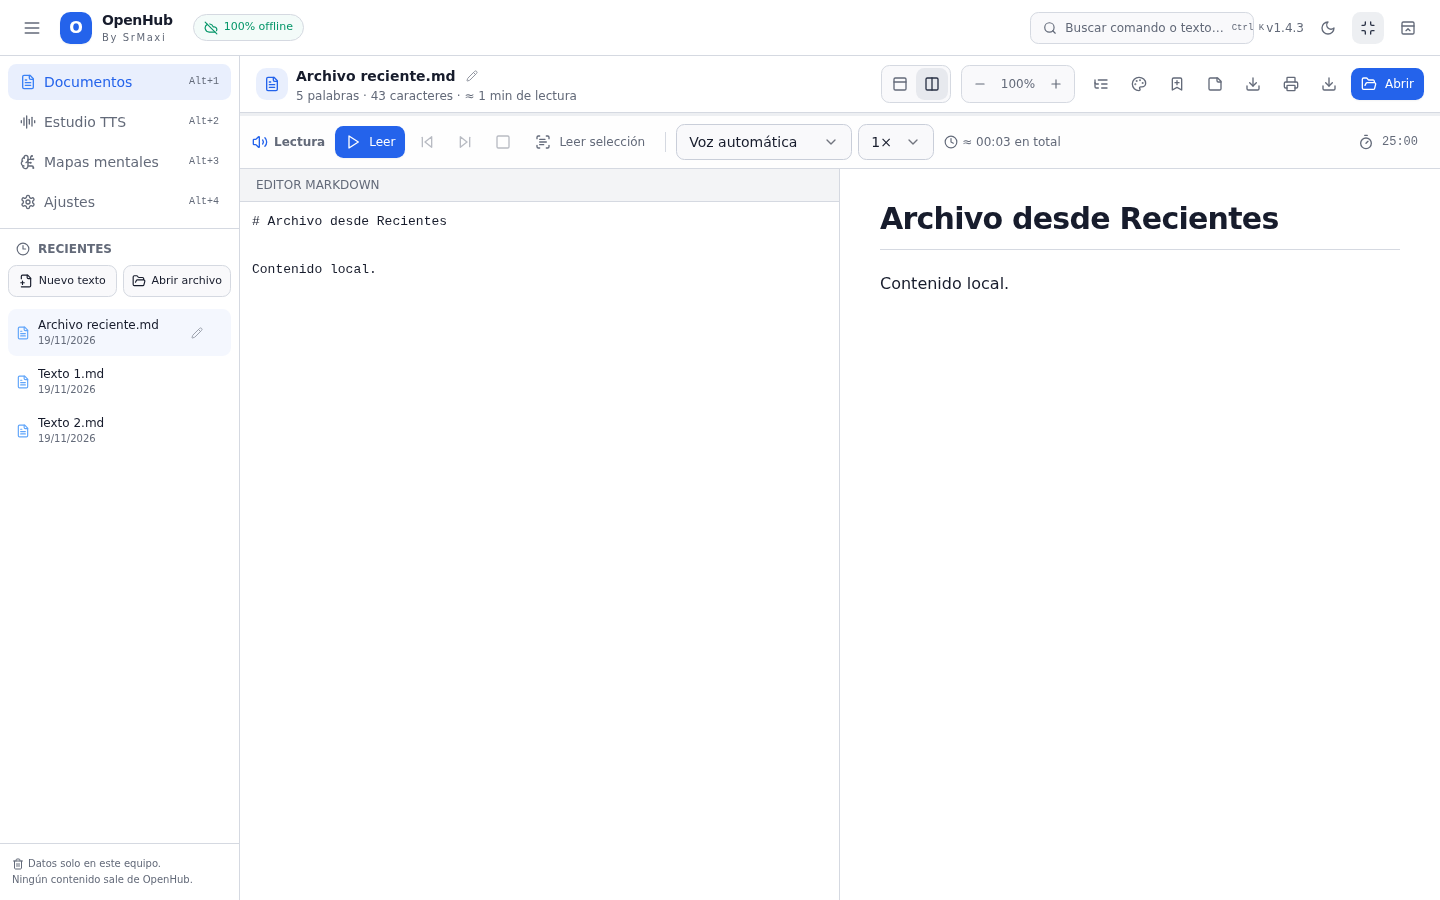 O
OpenHub
By SrMaxi
100% offline
Buscar comando o texto...
Ctrl K
v1.4.3
Documentos Alt+1
Estudio TTS Alt+2
Mapas mentales Alt+3
Ajustes Alt+4
RECIENTES
Nuevo texto
Abrir archivo
Archivo reciente.md
19/11/2026
Texto 1.md
19/11/2026
Texto 2.md
19/11/2026
Datos solo en este equipo.
Ningún contenido sale de OpenHub.
Archivo reciente.md
5 palabras · 43 caracteres · ≈ 1 min de lectura
100%
Abrir
Lectura
Leer
Leer selección
Voz automática
1×
≈ 00:03 en total
25:00
EDITOR MARKDOWN
# Archivo desde Recientes
Contenido local.
Archivo desde Recientes
Contenido local.